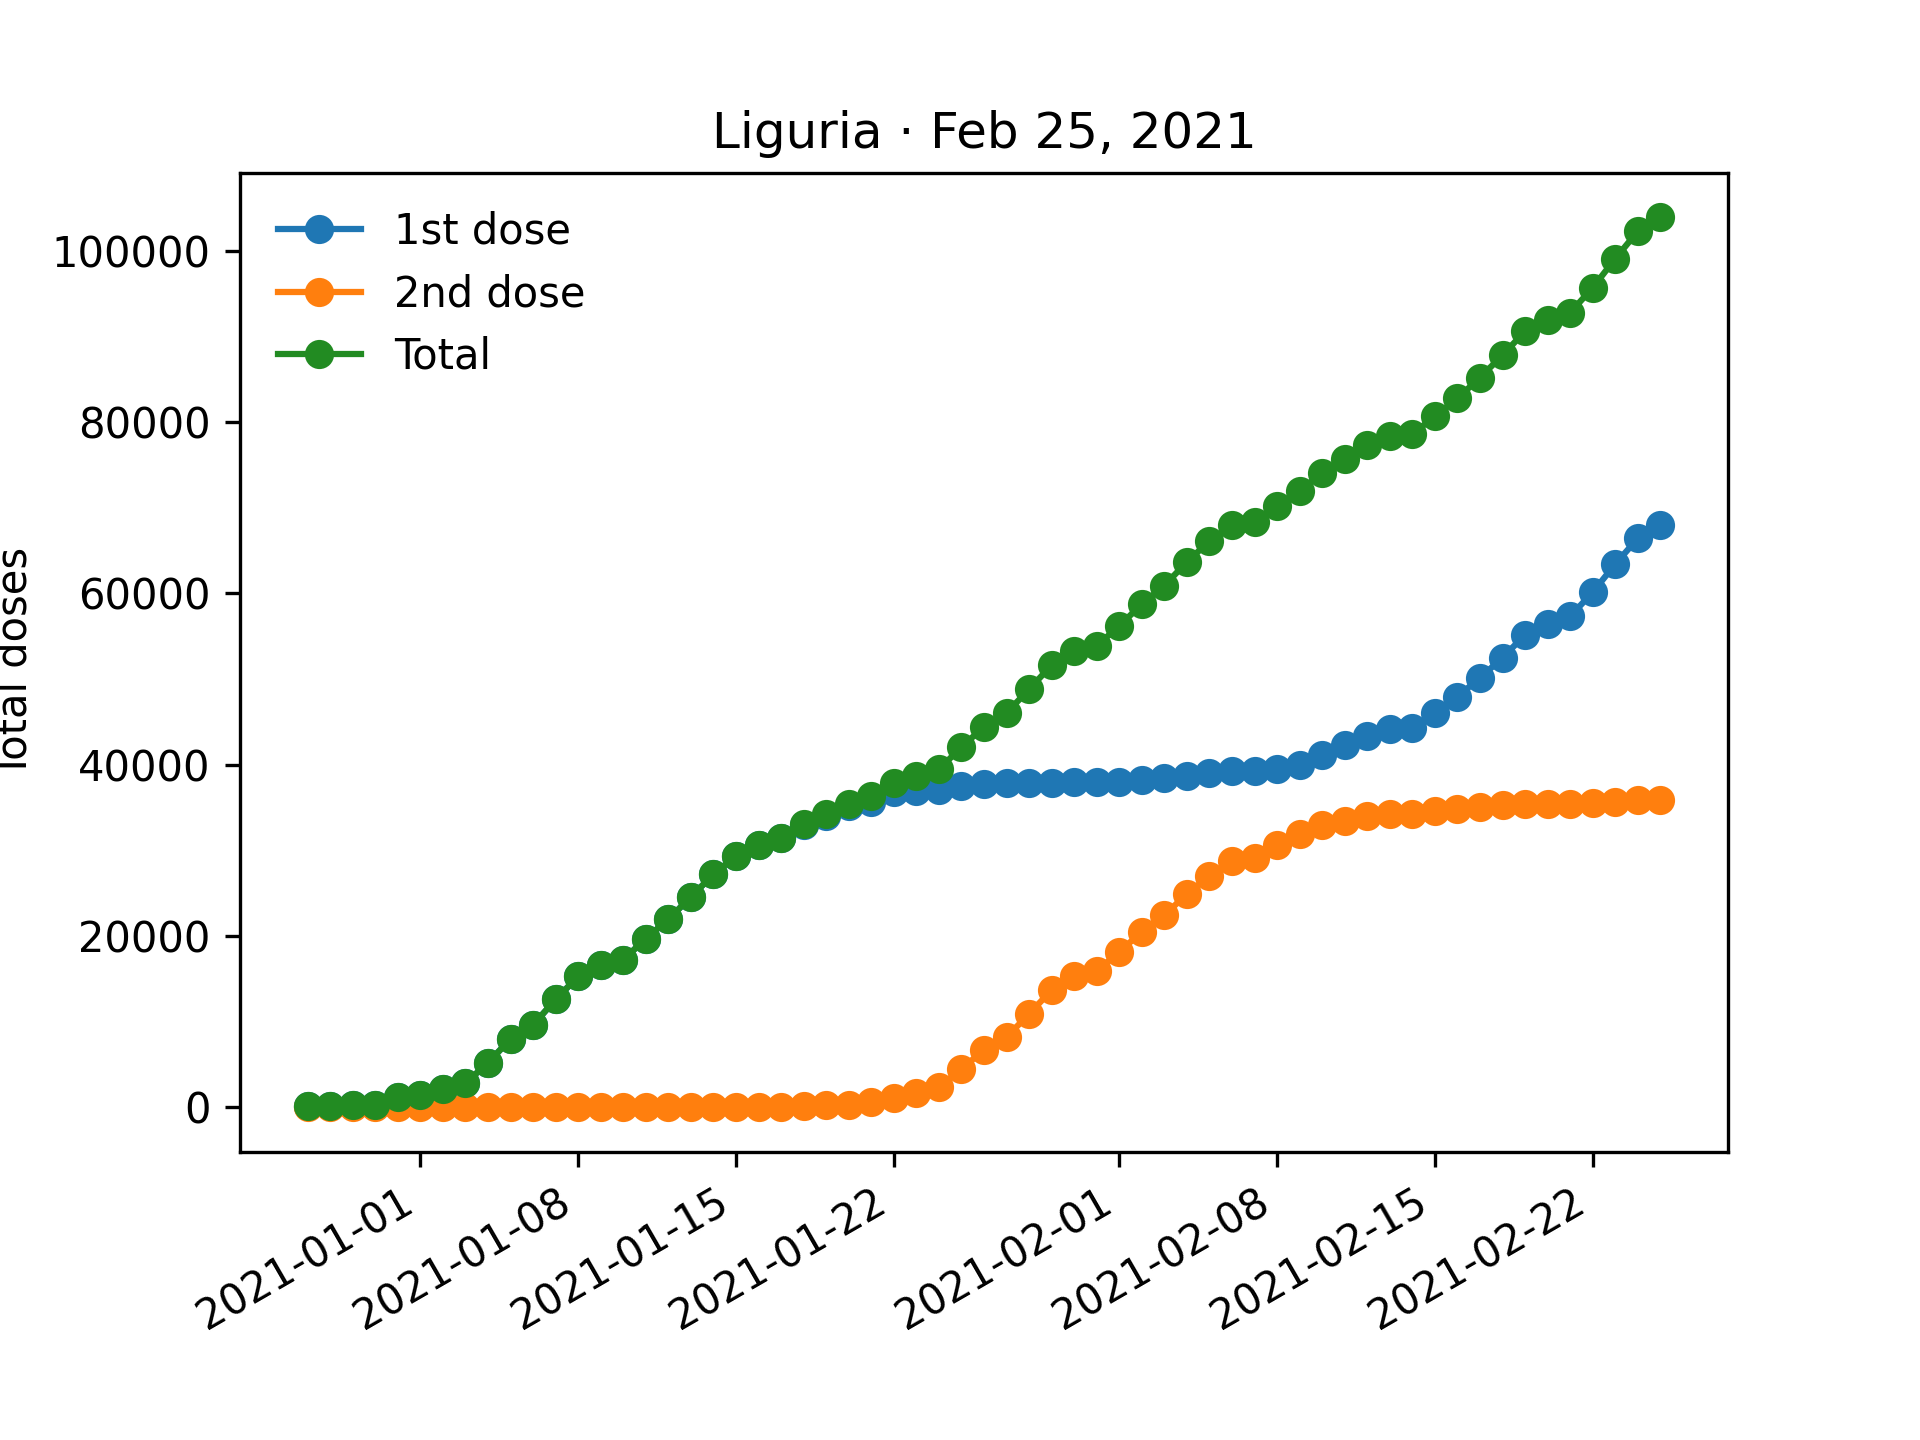 Liguria · Feb 25, 2021
1st dose
2nd dose
Total
Total doses
100000
80000
60000
40000
20000
0
2021-01-01
2021-01-08
2021-01-15
2021-01-22
2021-02-01
2021-02-08
2021-02-15
2021-02-22